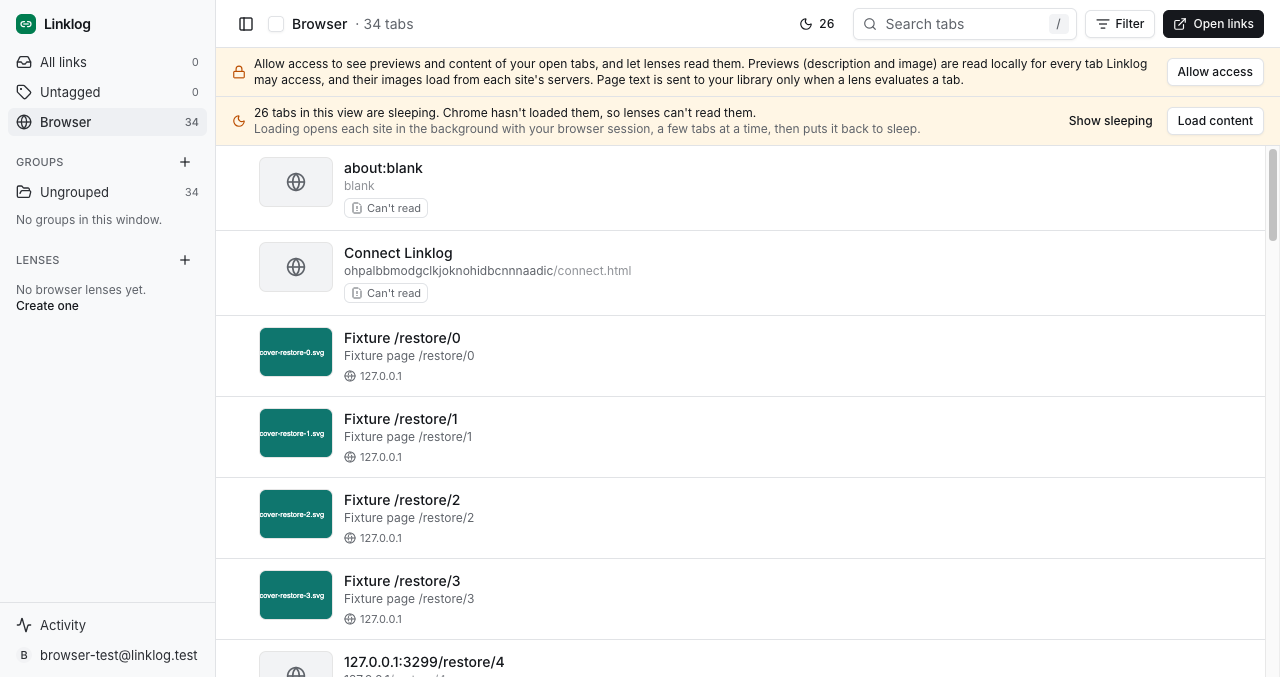 Linklog
All links 0
Untagged 0
Browser 34
GROUPS
Ungrouped 34
No groups in this window.
LENSES
No browser lenses yet.
Create one
Activity
B browser-test@linklog.test
Browser · 34 tabs
26
Search tabs /
Filter
Open links
Allow access to see previews and content of your open tabs, and let lenses read them. Previews (description and image) are read locally for every tab Linklog
may access, and their images load from each site's servers. Page text is sent to your library only when a lens evaluates a tab.
Allow access
26 tabs in this view are sleeping. Chrome hasn't loaded them, so lenses can't read them.
Loading opens each site in the background with your browser session, a few tabs at a time, then puts it back to sleep.
Show sleeping
Load content
about:blank
blank
Can't read
Connect Linklog
ohpalbbmodgclkjoknohidbcnnnaadic/connect.html
Can't read
cover-restore-0.svg
Fixture /restore/0
Fixture page /restore/0
127.0.0.1
cover-restore-1.svg
Fixture /restore/1
Fixture page /restore/1
127.0.0.1
cover-restore-2.svg
Fixture /restore/2
Fixture page /restore/2
127.0.0.1
cover-restore-3.svg
Fixture /restore/3
Fixture page /restore/3
127.0.0.1
127.0.0.1:3299/restore/4